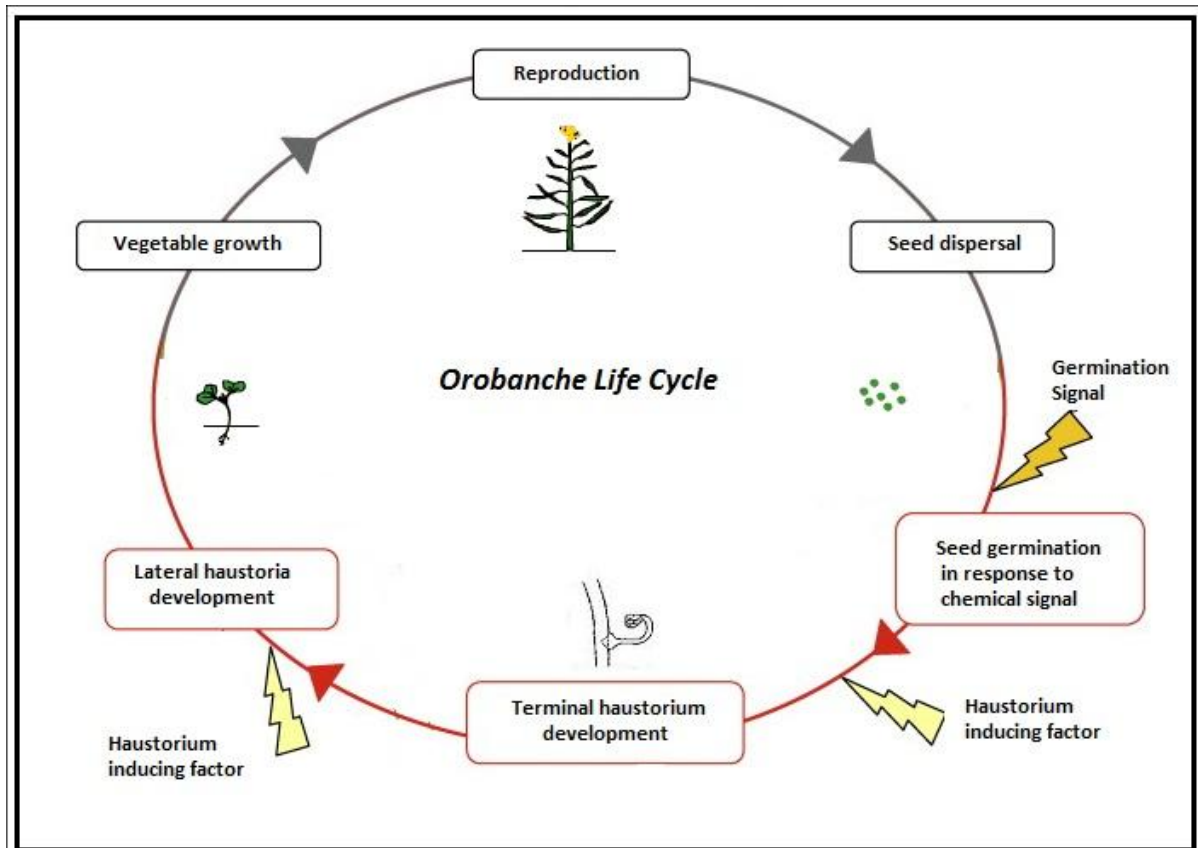 Reproduction
Vegetable growth
Seed dispersal
Orobanche Life Cycle
Germination
Signal
Seed germination
in response to
chemical signal
Lateral haustoria
development
Terminal haustorium
development
Haustorium
inducing factor
Haustorium
inducing factor